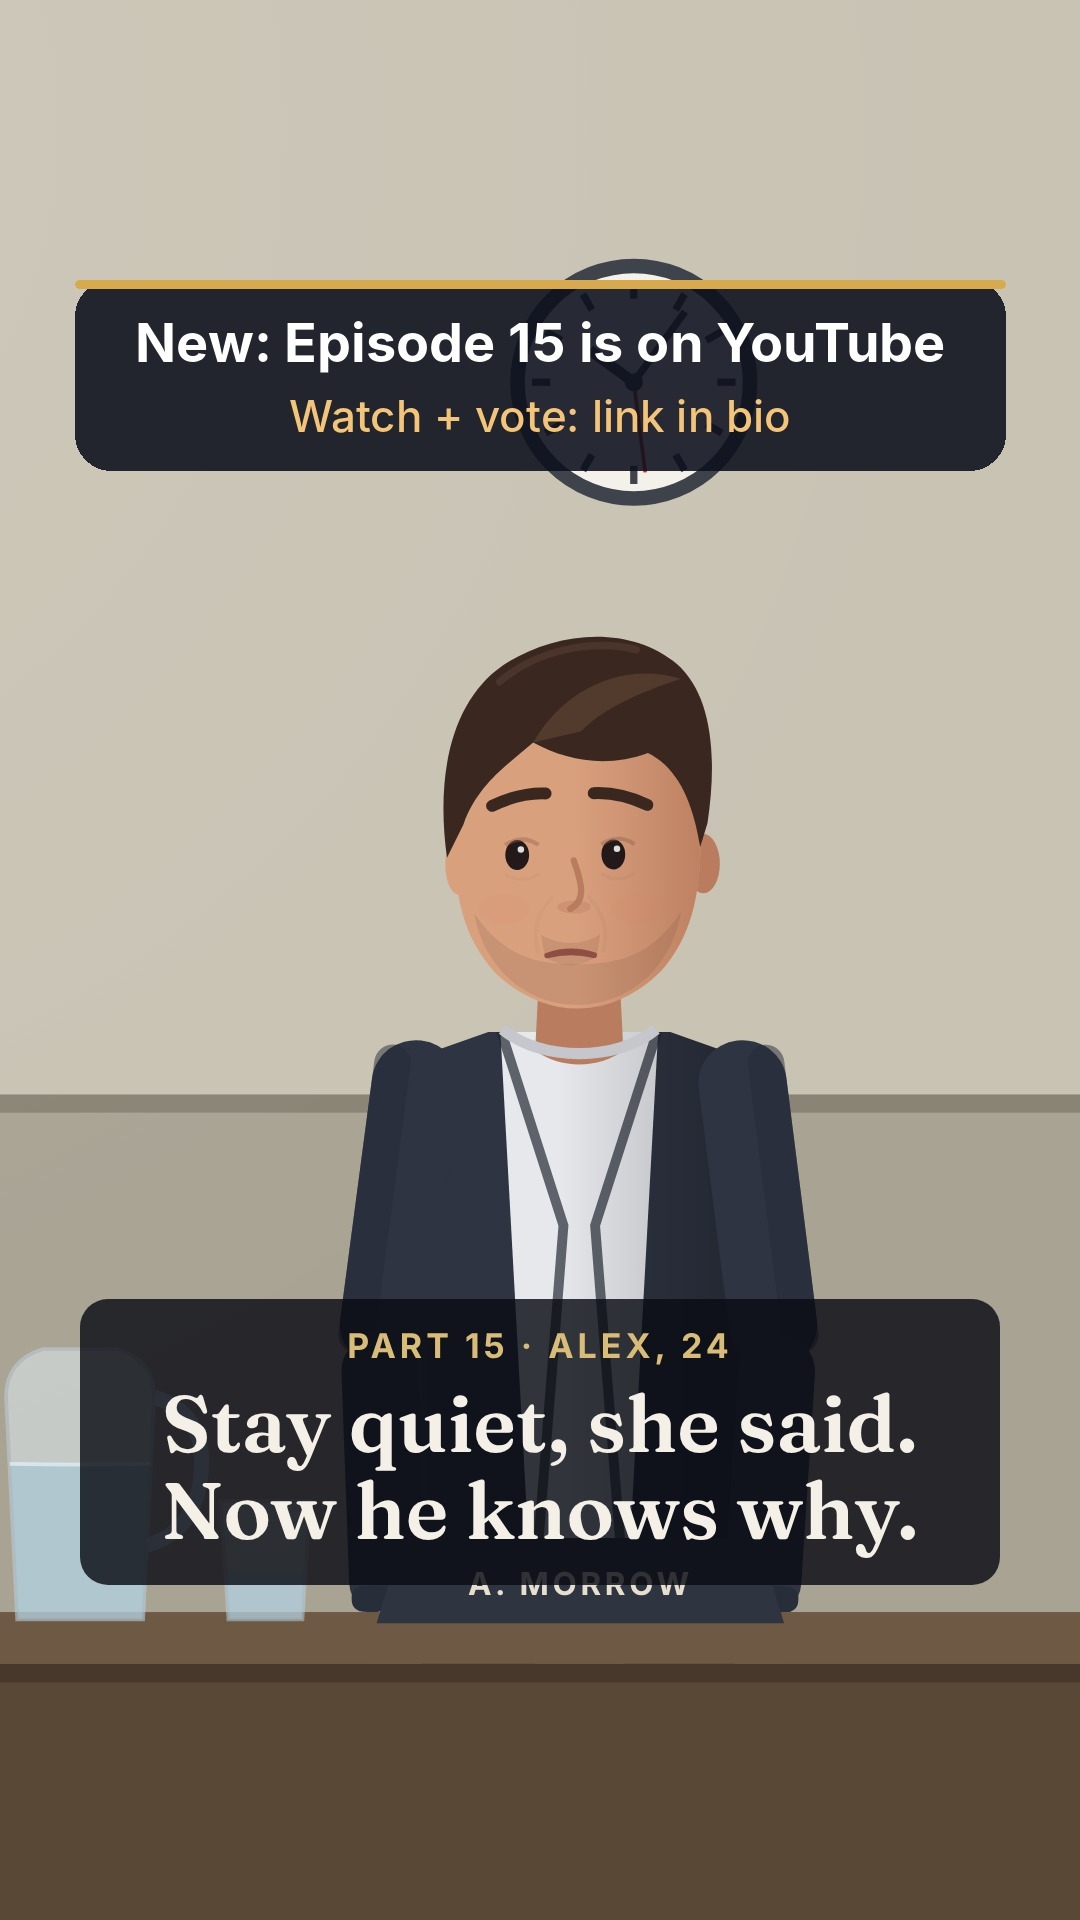 New: Episode 15 is on YouTube
Watch + vote: link in bio
PART 15 · ALEX, 24
Stay quiet, she said.
Now he knows why.
A. MORROW